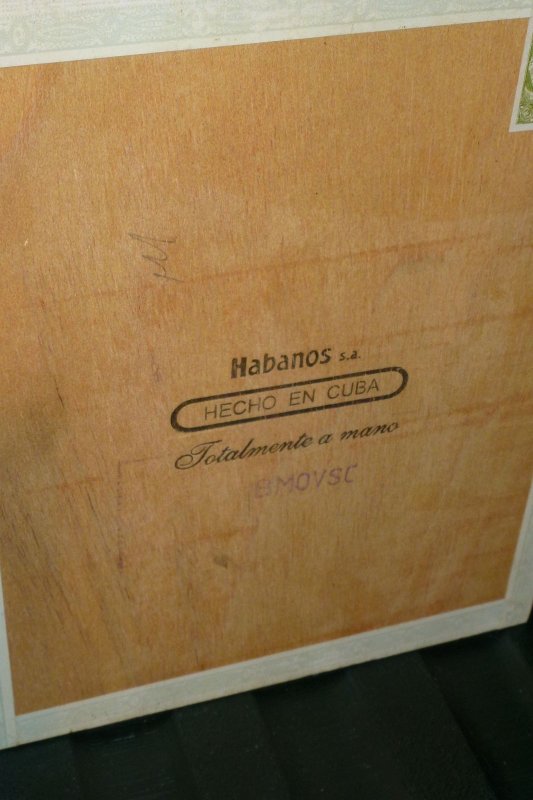 Habanos s.a.
HECHO EN CUBA
Totalmente a mano